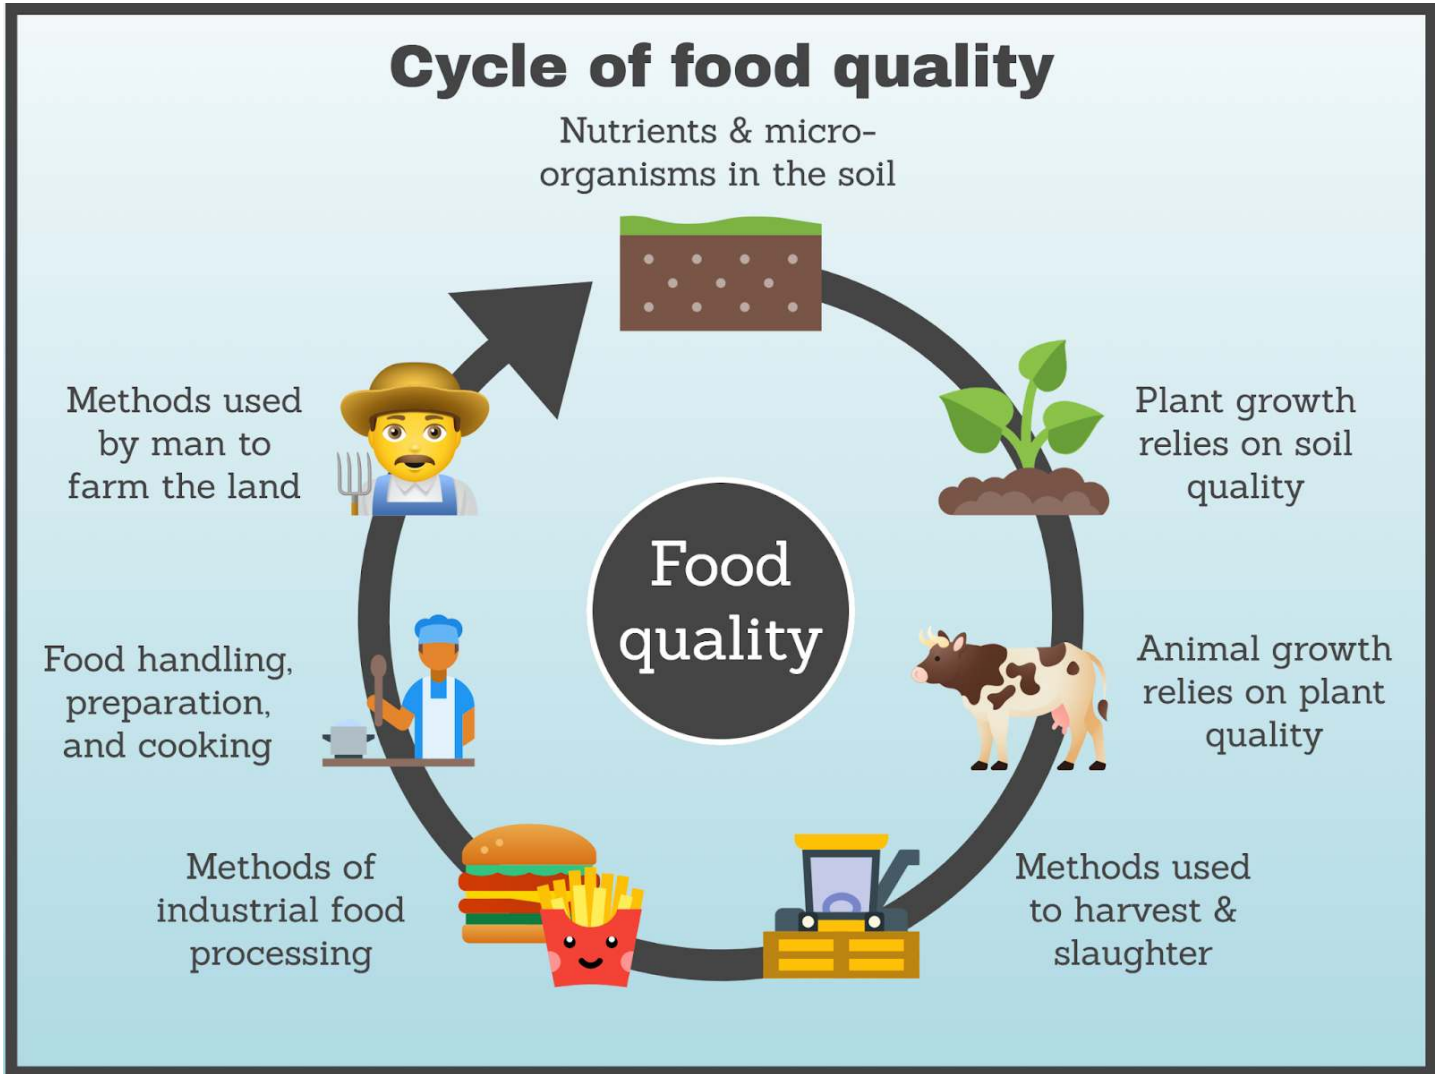 Cycle of food quality
Nutrients & micro-
organisms in the soil
Plant growth
relies on soil
quality
Animal growth
relies on plant
quality
Methods used
to harvest &
slaughter
Methods of
industrial food
processing
Food handling,
preparation,
and cooking
Methods used
by man to
farm the land
Food
quality